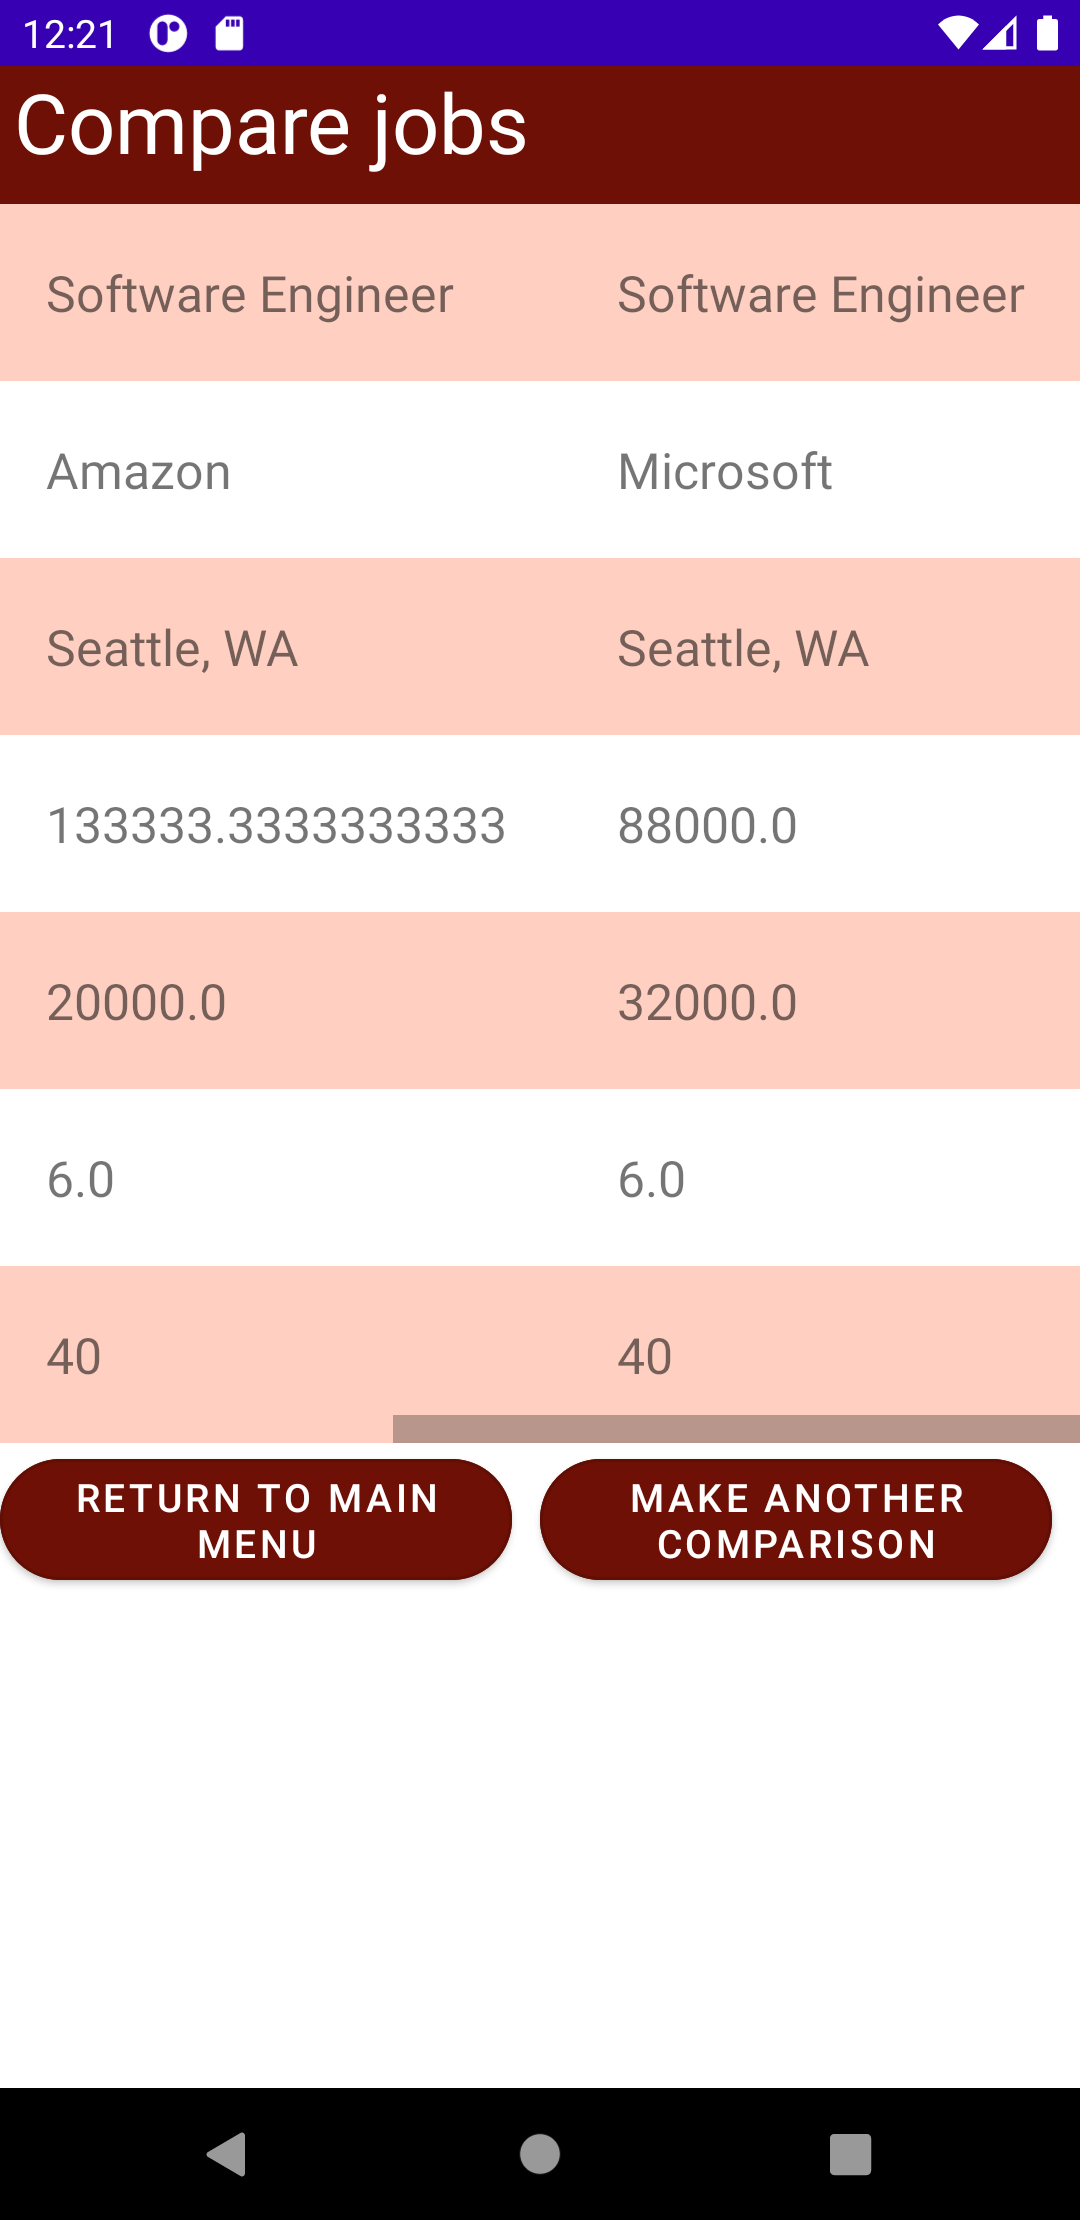 12:21
Compare jobs
Software Engineer Software Engineer
Amazon Microsoft
Seattle, WA Seattle, WA
133333.3333333333 88000.0
20000.0 32000.0
6.0 6.0
40 40
RETURN TO MAIN
MENU
MAKE ANOTHER
COMPARISON